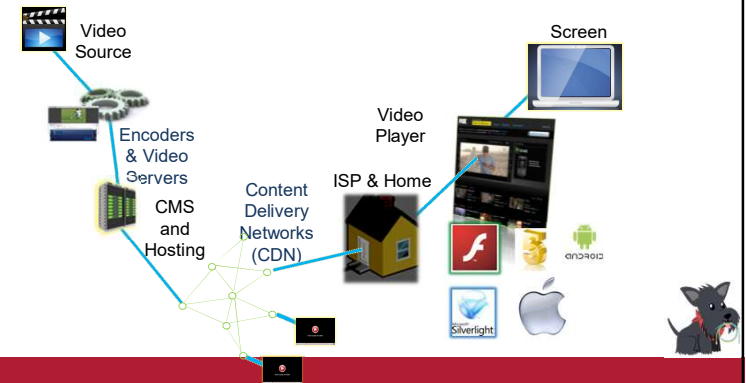 Video
Source
Screen
Encoders
& Video
Servers
Video
Player
CMS
and
Hosting
Content
Delivery
Networks
(CDN)
ISP & Home
ANDROID
Microsoft
Silverlight